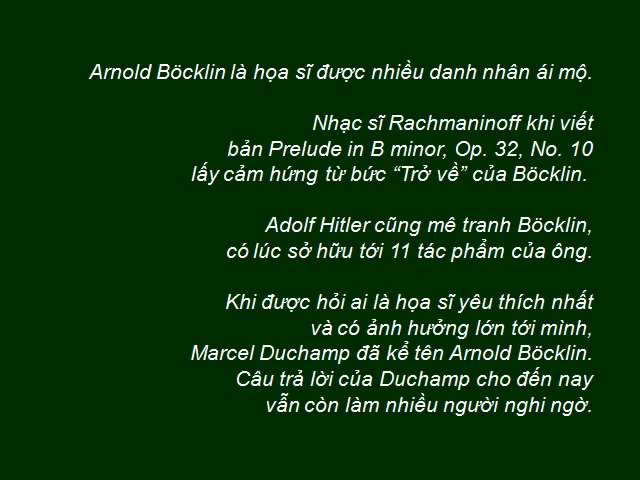 Arnold Böcklin là họa sĩ được nhiều danh nhân ái mộ.
Nhạc sĩ Rachmaninoff khi viết
bản Prelude in B minor, Op. 32, No. 10
lấy cảm hứng từ bức “Trở về” của Böcklin.
Adolf Hitler cũng mê tranh Böcklin,
có lúc sở hữu tới 11 tác phẩm của ông.
Khi được hỏi ai là họa sĩ yêu thích nhất
và có ảnh hưởng lớn tới mình,
Marcel Duchamp đã kể tên Arnold Böcklin.
Câu trả lời của Duchamp cho đến nay
vẫn còn làm nhiều người nghi ngờ.